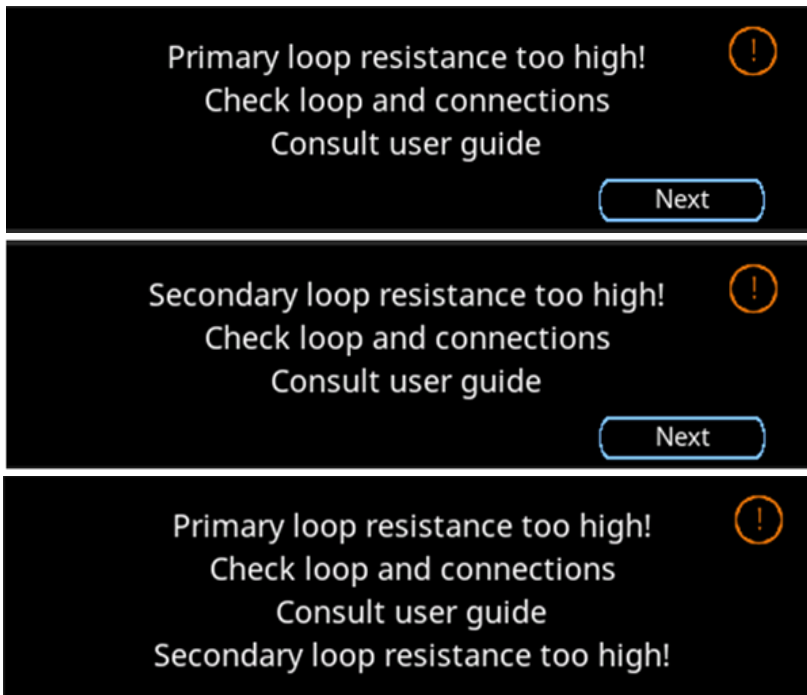 Primary loop resistance too high!
Check loop and connections
Consult user guide
Next
Secondary loop resistance too high!
Check loop and connections
Consult user guide
Next
Primary loop resistance too high!
Check loop and connections
Consult user guide
Secondary loop resistance too high!